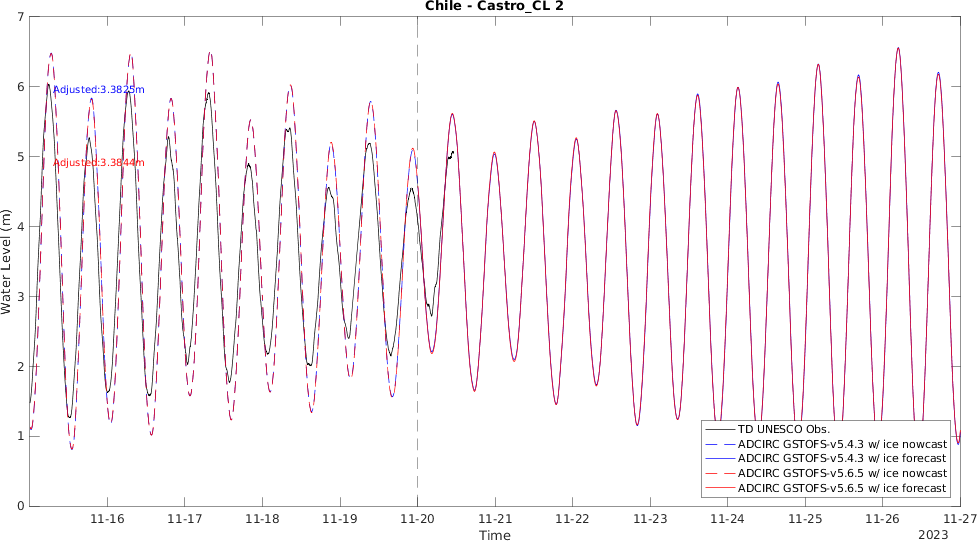 Chile - Castro_CL 2
7
6
5
4
3
2
1
0
Water Level (m)
Adjusted:3.3825m
Adjusted:3.3844m
TD UNESCO Obs.
ADCIRC GSTOFS-v5.4.3 w/ ice nowcast
ADCIRC GSTOFS-v5.4.3 w/ ice forecast
ADCIRC GSTOFS-v5.6.5 w/ ice nowcast
ADCIRC GSTOFS-v5.6.5 w/ ice forecast
11-16 11-17 11-18 11-19 11-20 11-21 11-22 11-23 11-24 11-25 11-26 11-27
Time
2023